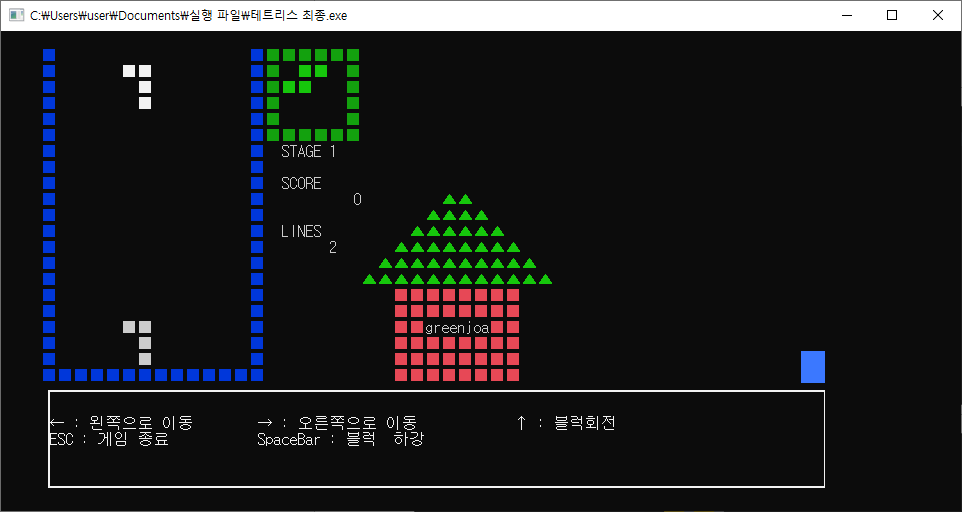 C:₩Users₩user₩Documents₩실행 파일₩테트리스 최종.exe
STAGE 1
SCORE
0
LINES
2
greenjoa
← : 왼쪽으로 이동 → : 오른쪽으로 이동 ↑ : 블럭회전
ESC : 게임 종료 SpaceBar : 블럭 하강